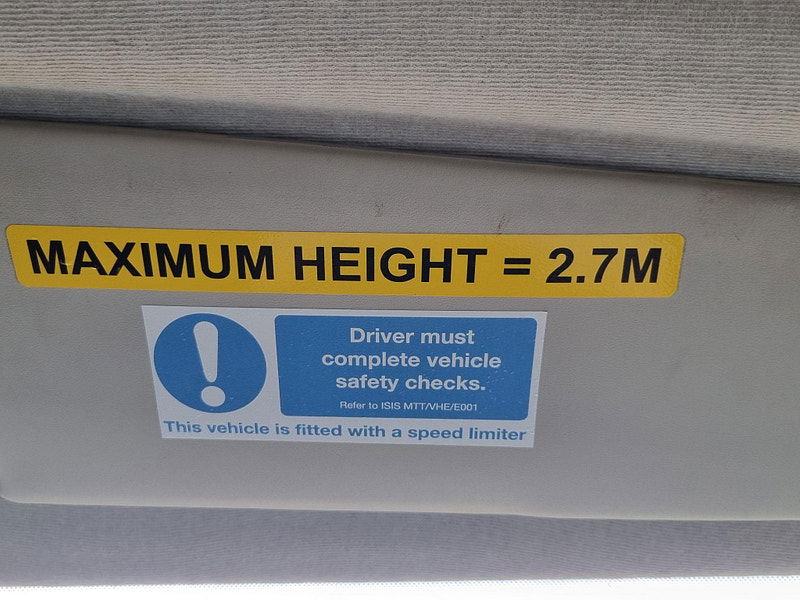 MAXIMUM HEIGHT = 2.7M
Driver must
complete vehicle
safety checks.
Refer to ISIS MTT/VHE/E001
This vehicle is fitted with a speed limiter